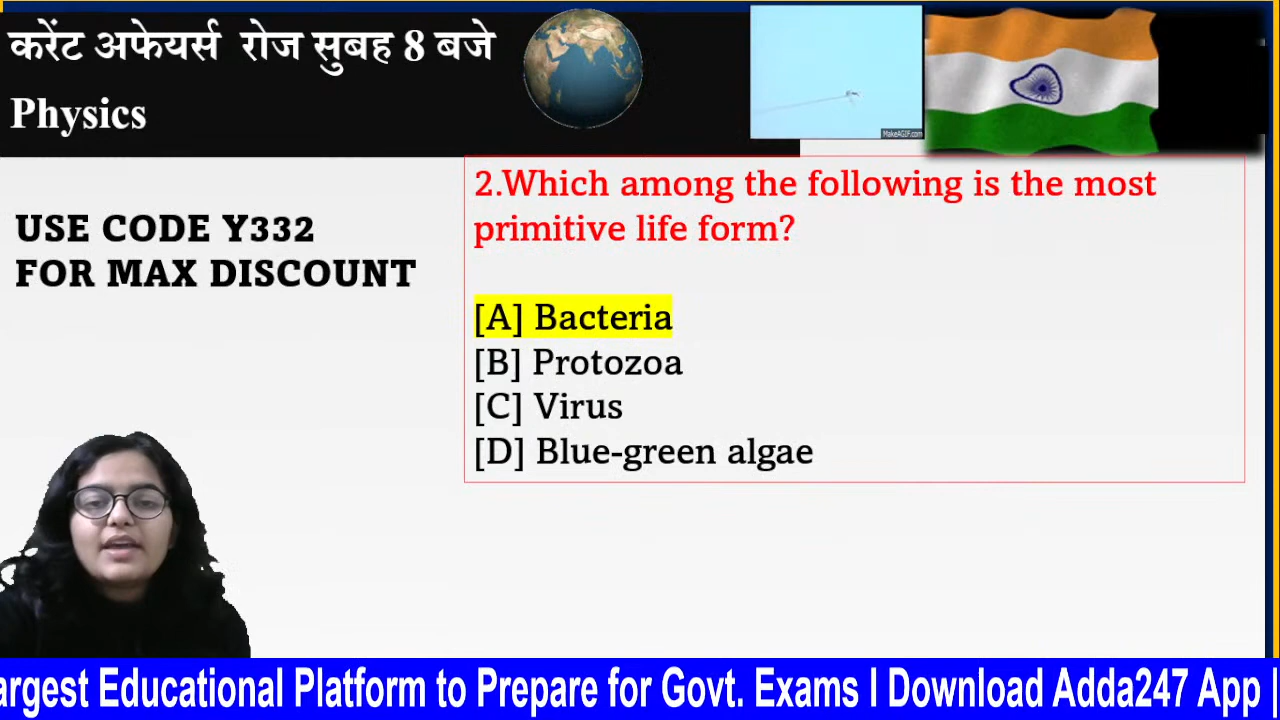 करेंट अफेयर्स रोज सुबह 8 बजे
Physics
MakeAGIF.com
USE CODE Y332
FOR MAX DISCOUNT
2.Which among the following is the most
primitive life form?
[A] Bacteria
[B] Protozoa
[C] Virus
[D] Blue-green algae
argest Educational Platform to Prepare for Govt. Exams I Download Adda247 App |